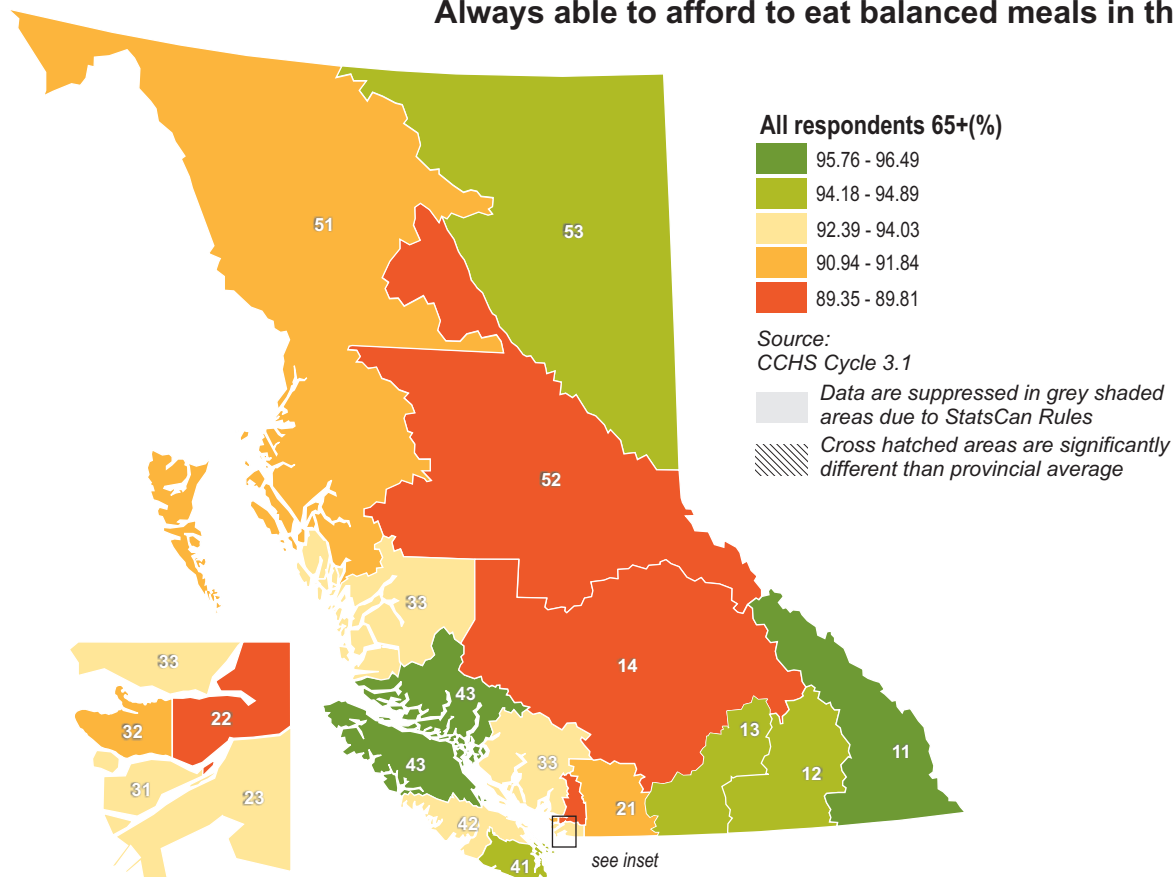 Always able to afford to eat balanced meals in th
All respondents 65+(%)
95.76 - 96.49
94.18 - 94.89
92.39 - 94.03
90.94 - 91.84
89.35 - 89.81
Source:
CCHS Cycle 3.1
Data are suppressed in grey shaded
areas due to StatsCan Rules
Cross hatched areas are significantly
different than provincial average
51
53
52
33
14
43
13
11
43
33
12
21
42
41
see inset
33
32
22
31
23